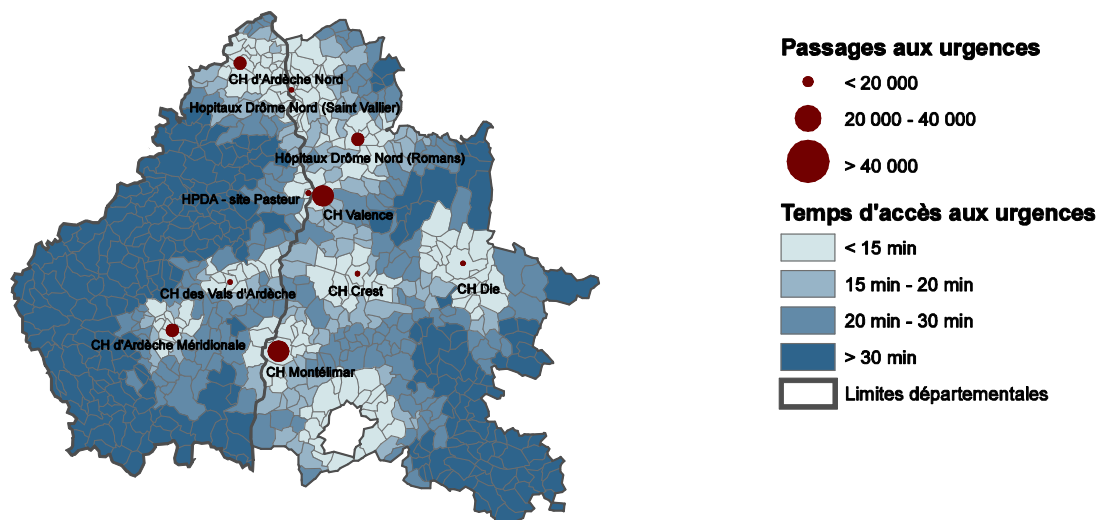 CH d'Ardèche Nord
Hopitaux Drôme Nord (Saint Vallier)
Hôpitaux Drôme Nord (Romans)
HPDA - site Pasteur
CH Valence
CH des Vals d'Ardèche
CH Crest
CH Die
CH d'Ardèche Méridionale
CH Montélimar
Passages aux urgences
< 20 000
20 000 - 40 000
> 40 000
Temps d'accès aux urgences
< 15 min
15 min - 20 min
20 min - 30 min
> 30 min
Limites départementales